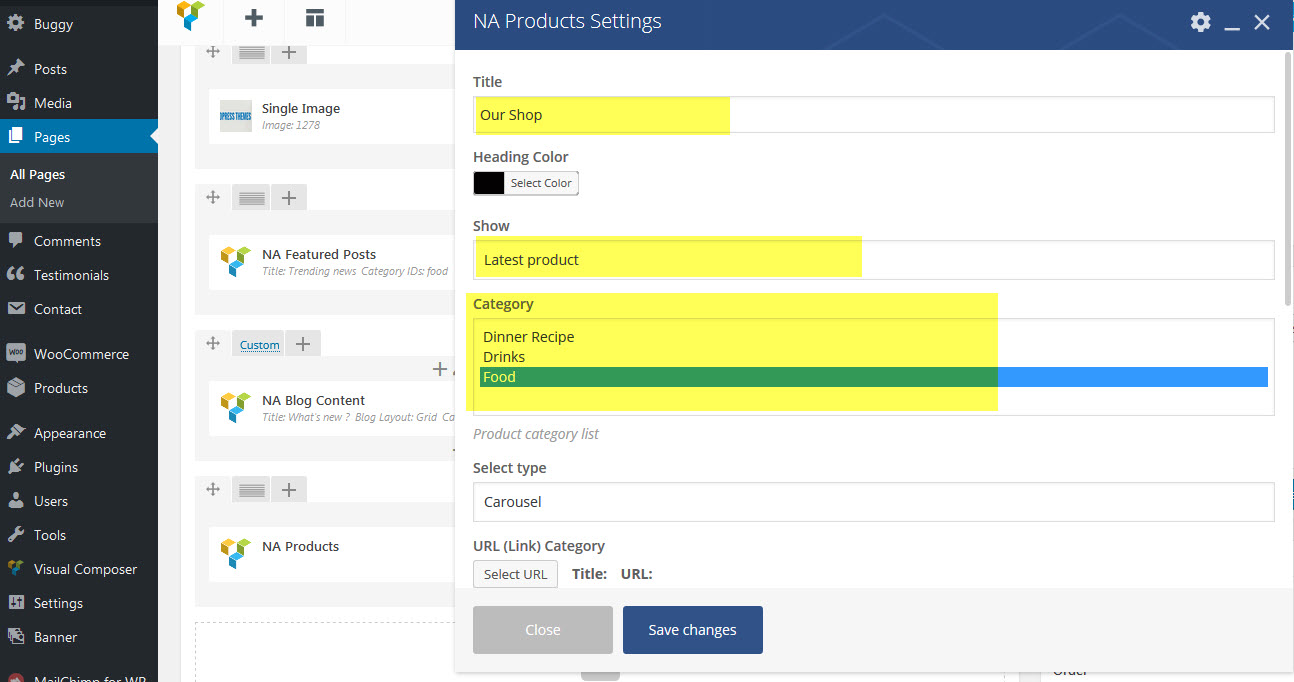 Buggy
Posts
Media
Pages
All Pages
Add New
Comments
Testimonials
Contact
WooCommerce
Products
Appearance
Plugins
Users
Tools
Visual Composer
Settings
Banner
MailChimp for WP
Single Image
Image: 1278
NA Featured Posts
Title: Trending news Category IDs: food
Custom
NA Blog Content
Title: What's new ? Blog Layout: Grid Ca
NA Products
NA Products Settings
Title
Our Shop
Heading Color
Select Color
Show
Latest product
Category
Dinner Recipe
Drinks
Food
Product category list
Select type
Carousel
URL (Link) Category
Select URL Title: URL:
Close Save changes
Order